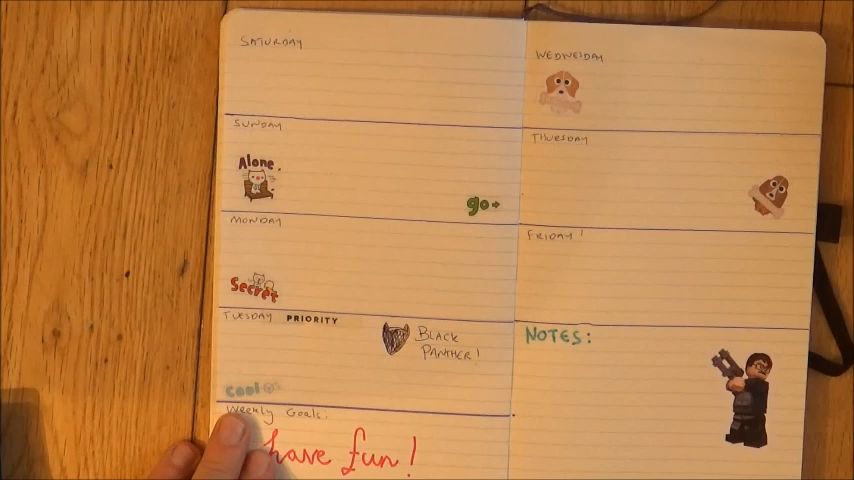 SATURDAY
SUNDAY
Alone.
go→
MONDAY
Secret
TUESDAY PRIORITY
BLACK
PANTHER!
cool
Weekly Goals:
have fun!
WEDNESDAY
THURSDAY
FRIDAY!
NOTES: